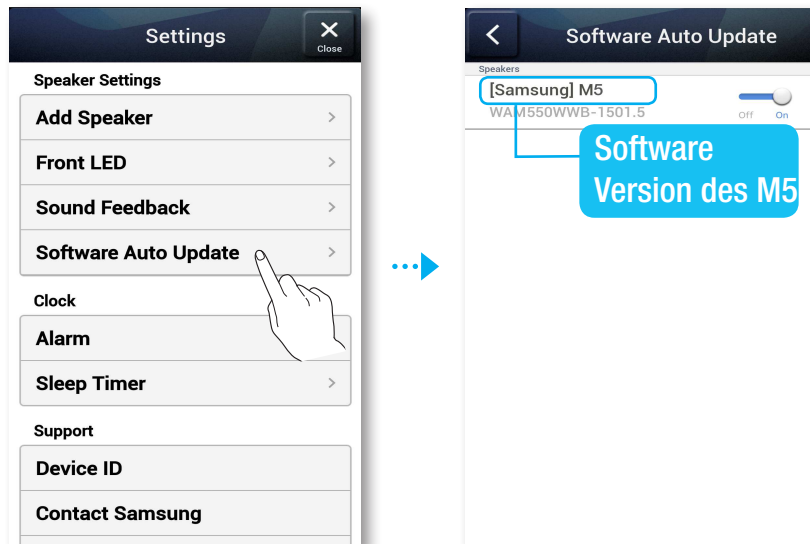 Settings
Close
Speaker Settings
Add Speaker
Front LED
Sound Feedback
Software Auto Update
Clock
Alarm
Sleep Timer
Support
Device ID
Contact Samsung
Software Auto Update
Speakers
[Samsung] M5
WAM550WWB-1501.5
Off On
Software
Version des M5